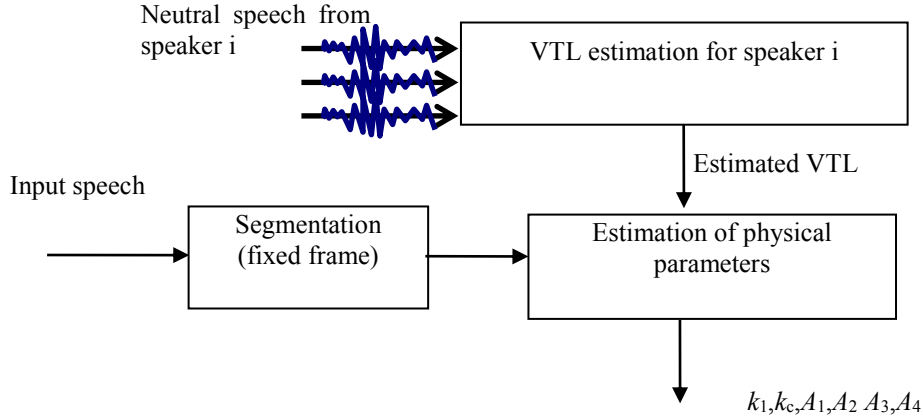 Neutral speech from
speaker i
VTL estimation for speaker i
Estimated VTL
Input speech
Segmentation
(fixed frame)
Estimation of physical
parameters
k1,kc,A1,A2 A3,A4